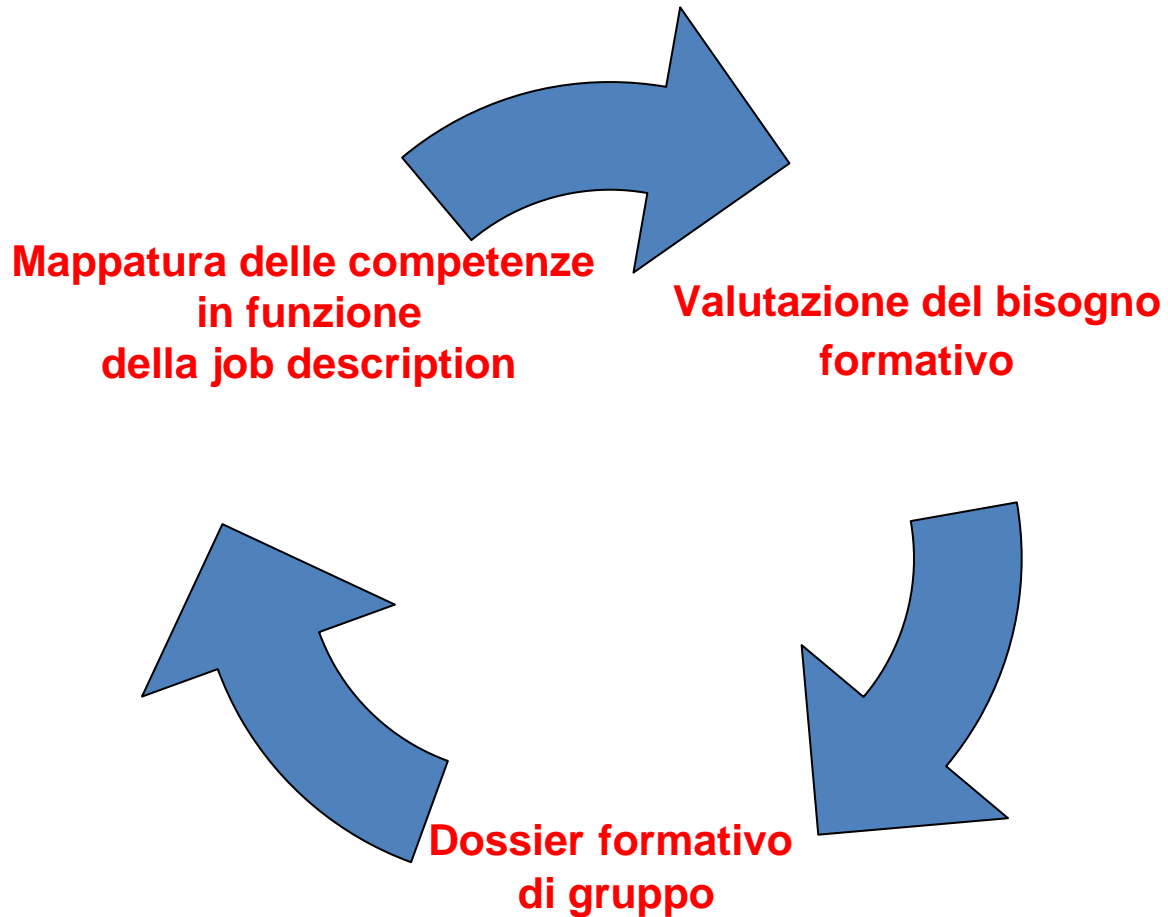 Mappatura delle competenze
in funzione
della job description
Valutazione del bisogno
formativo
Dossier formativo
di gruppo